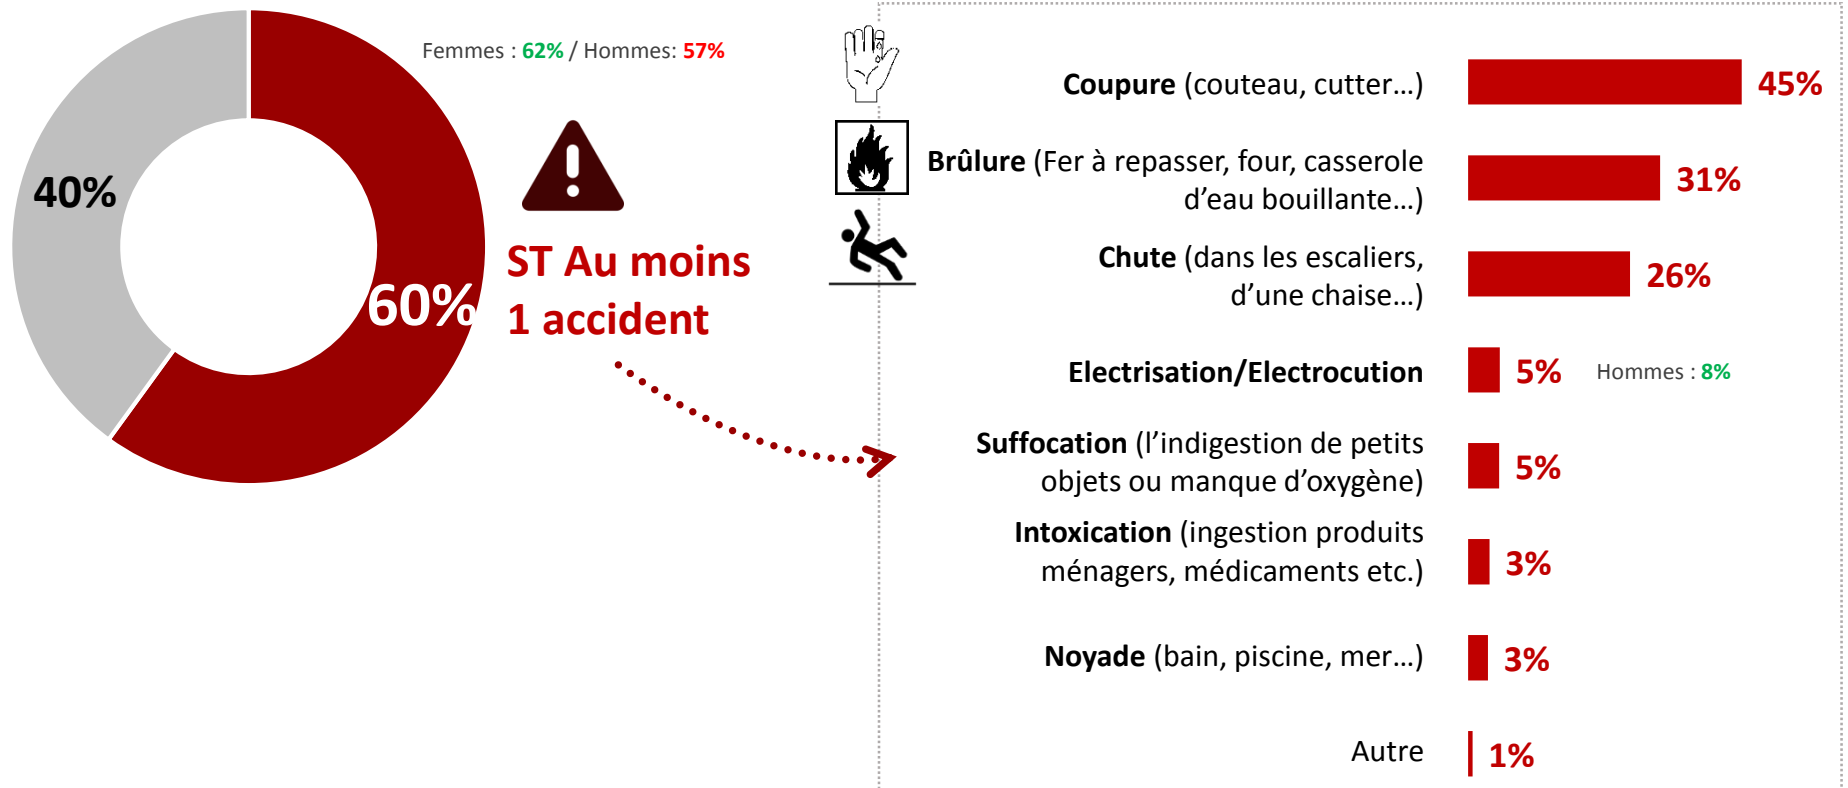 Femmes : 62% / Hommes: 57%
40%
60%
ST Au moins
1 accident
Coupure (couteau, cutter…)
45%
Brûlure (Fer à repasser, four, casserole
d’eau bouillante…)
31%
Chute (dans les escaliers,
d’une chaise…)
26%
Electrisation/Electrocution
5%
Hommes : 8%
Suffocation (l’indigestion de petits
objets ou manque d’oxygène)
5%
Intoxication (ingestion produits
ménagers, médicaments etc.)
3%
Noyade (bain, piscine, mer…)
3%
Autre
1%